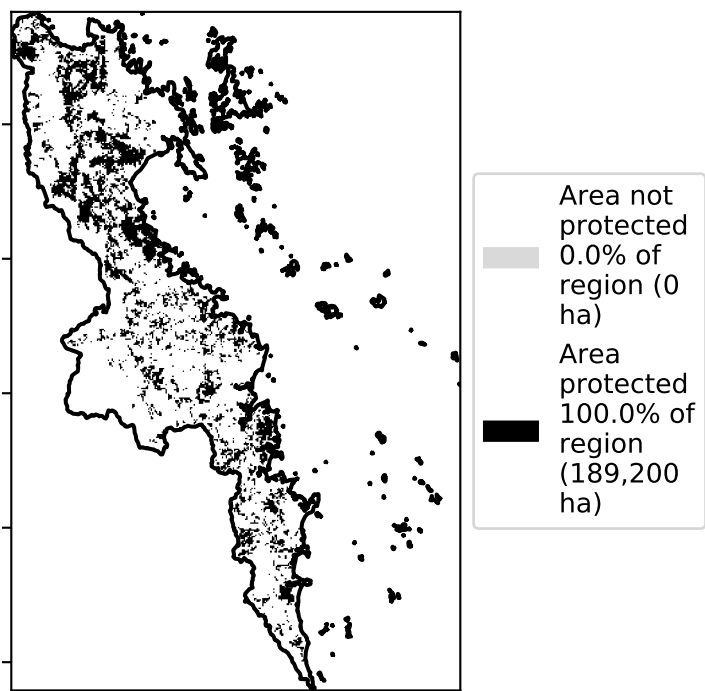 Area not
protected
0.0% of
region (0
ha)
Area
protected
100.0% of
region
(189,200
ha)